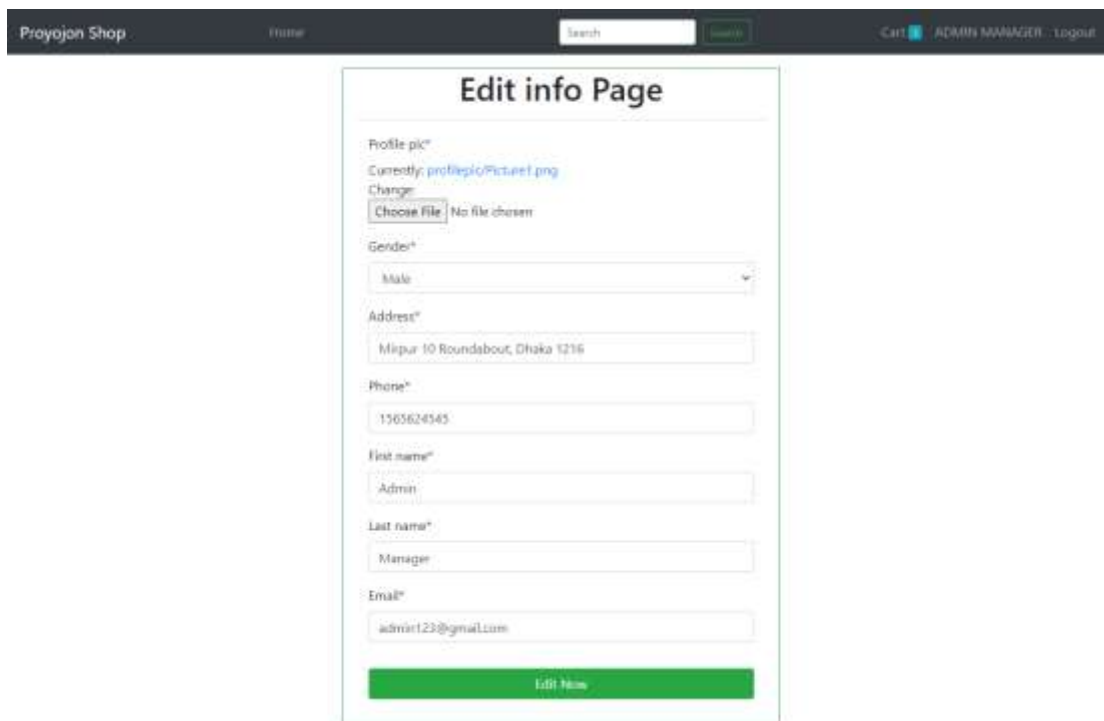 Proyojon Shop
Home
Search
Search
Cart
ADMIN MANAGER
Logout
Edit info Page
Profile pic*
Currently: profilepic/Picture1.png
Change:
Choose File No file chosen
Gender*
Male
Address*
Mirpur 10 Roundabout, Dhaka 1216
Phone*
1565624545
First name*
Admin
Last name*
Manager
Email*
admin123@gmail.com
Edit Now